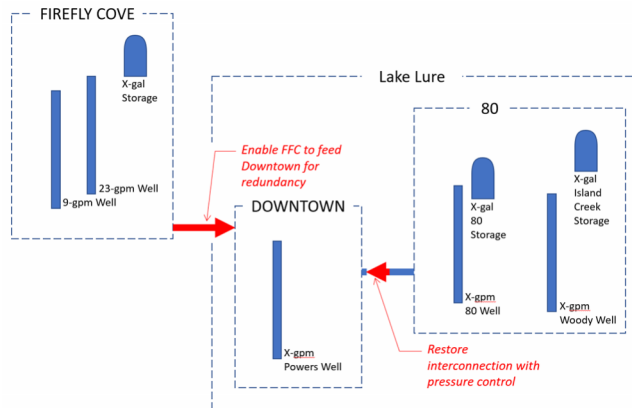 FIREFLY COVE
X-gal
Storage
23-gpm Well
9-gpm Well
Lake Lure
80
Enable FFC to feed
Downtown for
redundancy
DOWNTOWN
X-gpm
Powers Well
X-gal
80
Storage
X-gal
Island
Creek
Storage
X-gpm
80 Well
X-gpm
Woody Well
Restore
interconnection with
pressure control